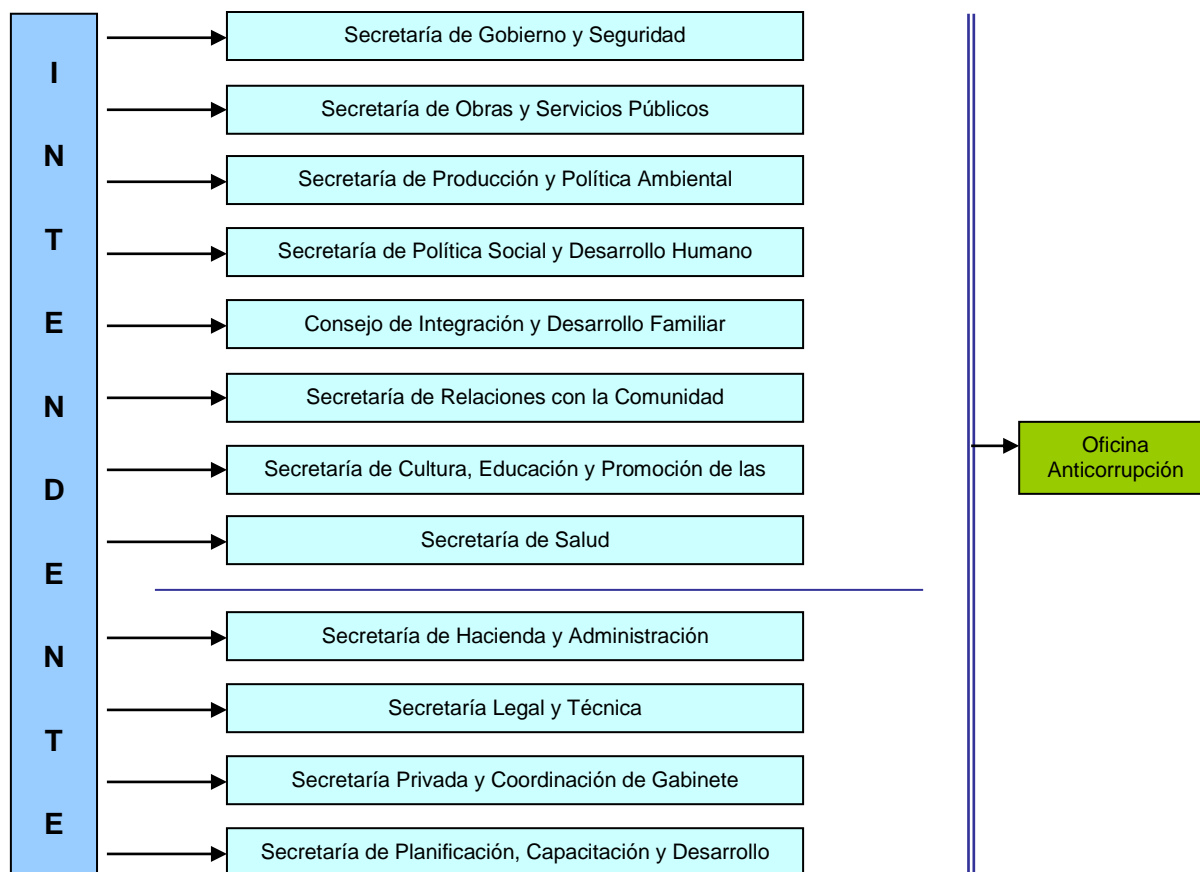 INTENDENTE
Secretaría de Gobierno y Seguridad
Secretaría de Obras y Servicios Públicos
Secretaría de Producción y Política Ambiental
Secretaría de Política Social y Desarrollo Humano
Consejo de Integración y Desarrollo Familiar
Secretaría de Relaciones con la Comunidad
Secretaría de Cultura, Educación y Promoción de las
Secretaría de Salud
Secretaría de Hacienda y Administración
Secretaría Legal y Técnica
Secretaría Privada y Coordinación de Gabinete
Secretaría de Planificación, Capacitación y Desarrollo
Oficina
Anticorrupción